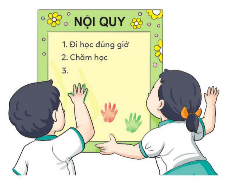 NỘI QUY
1. Đi học đúng giờ
2. Chăm học
3.